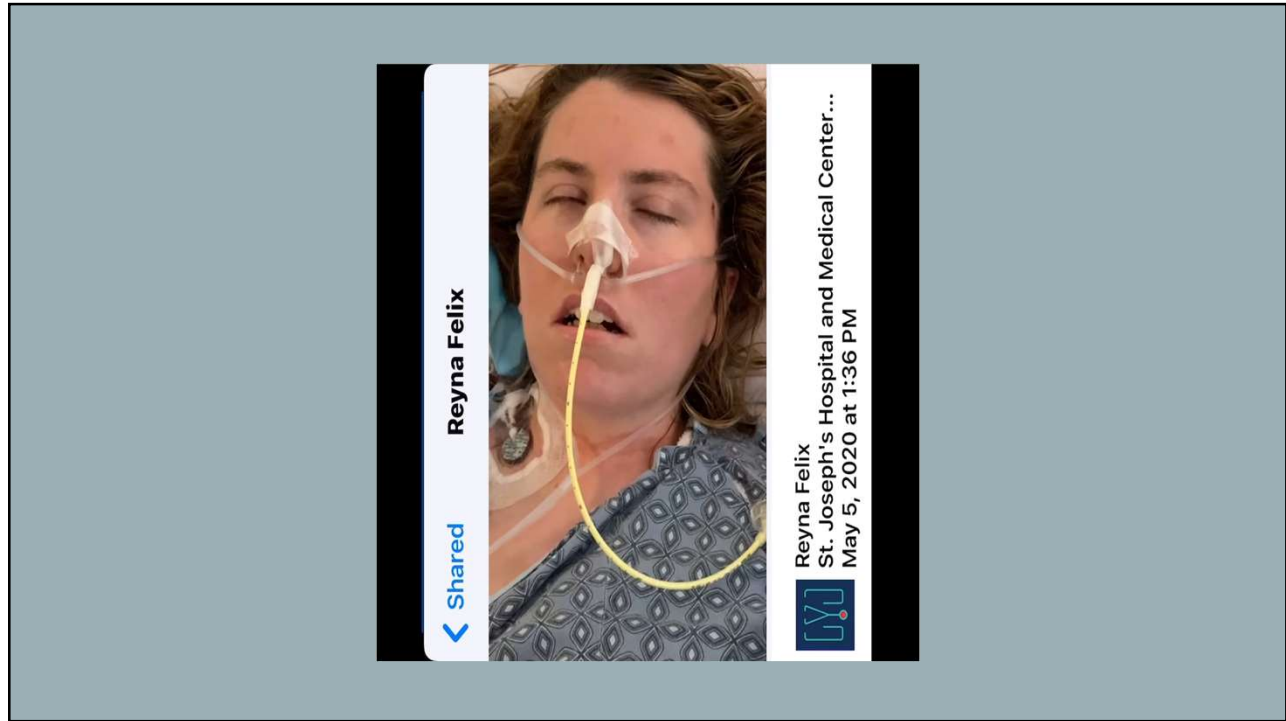 Shared
Reyna Felix
Reyna Felix
St. Joseph's Hospital and Medical Center...
May 5, 2020 at 1:36 PM